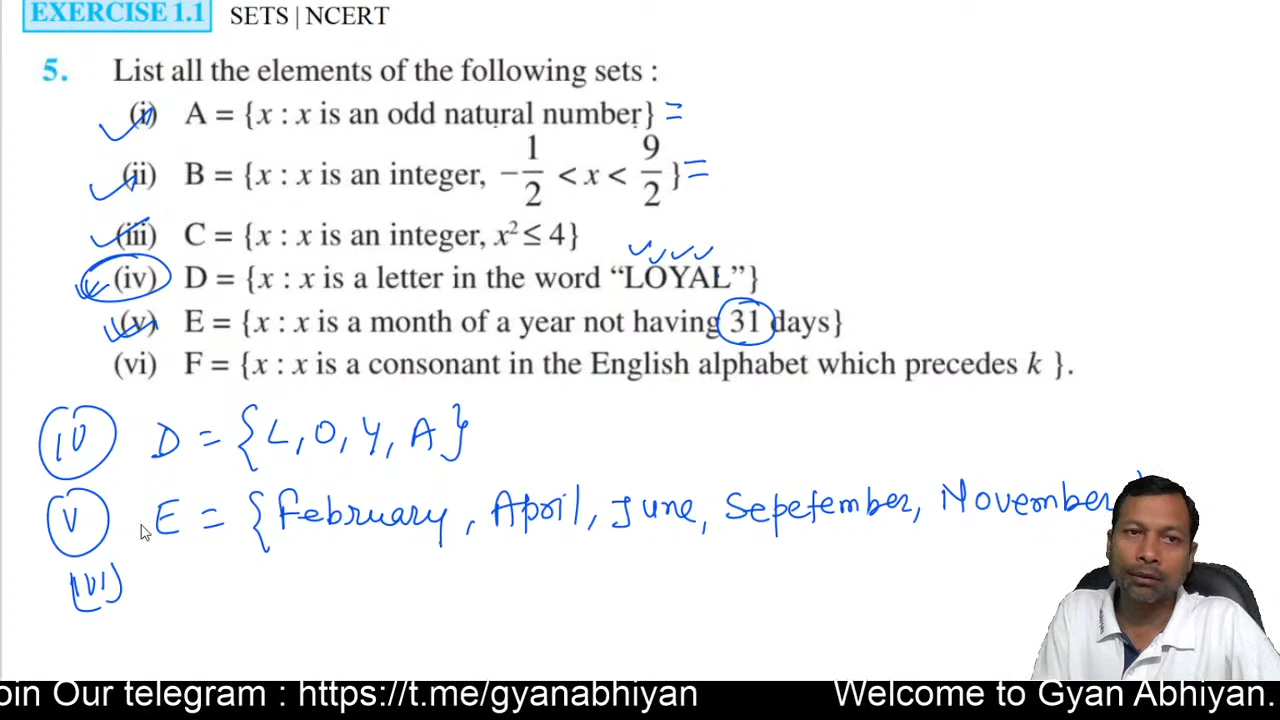 EXERCISE 1.1 SETS | NCERT
5. List all the elements of the following sets :
(i) A = {x : x is an odd natural number} =
(ii) B = {x : x is an integer, −1/2 < x < 9/2} =
(iii) C = {x : x is an integer, x² ≤ 4}
(iv) D = {x : x is a letter in the word “LOYAL”}
(v) E = {x : x is a month of a year not having 31 days}
(vi) F = {x : x is a consonant in the English alphabet which precedes k }.
iv D = {L, O, Y, A}
v E = {February, April, June, Sepetember, November
(vi)
oin Our telegram : https://t.me/gyanabhiyan Welcome to Gyan Abhiyan.